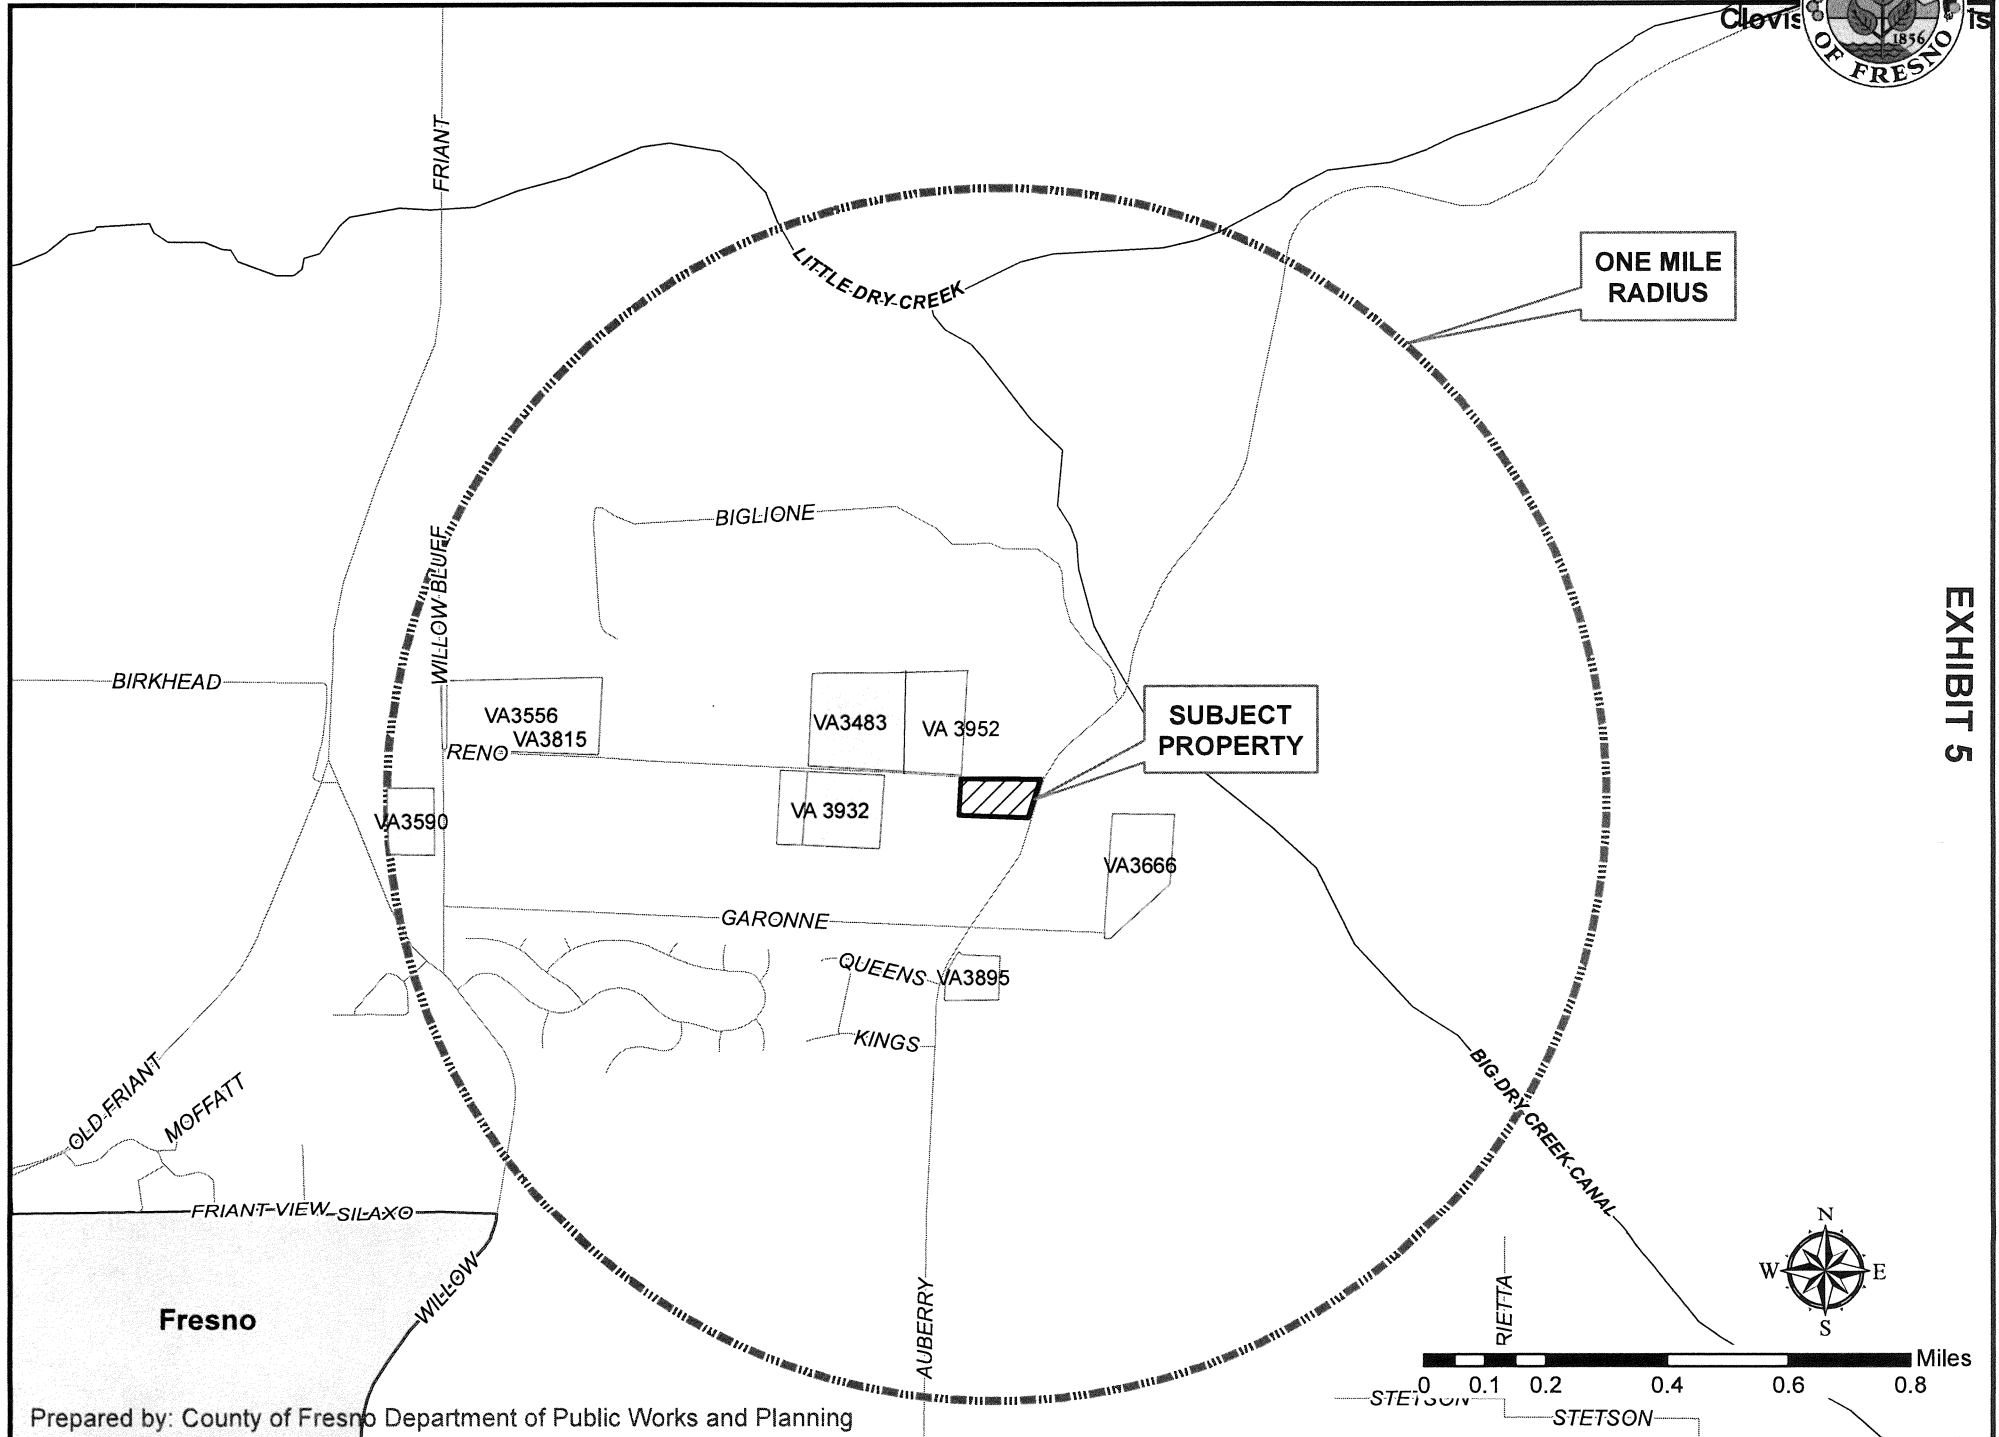 Clovis
1856
OF FRESNO
is
FRIANT
LITTLE DRY CREEK
ONE MILE
RADIUS
BIGLIONE
WILLOW BLUFF
EXHIBIT 5
BIRKHEAD
VA3556
VA3815
VA3483
VA 3952
SUBJECT
PROPERTY
RENO
VA3590
VA 3932
VA3666
GARONNE
QUEENS
VA3895
KINGS
OLD FRIANT
MOFFATT
BIG DRY CREEK CANAL
FRIANT VIEW
SILAXO
WILLOW
Fresno
AUBERRY
RIETTA
N
W
E
S
Miles
0 0.1 0.2 0.4 0.6 0.8
STETSON
STETSON
Prepared by: County of Fresno Department of Public Works and Planning